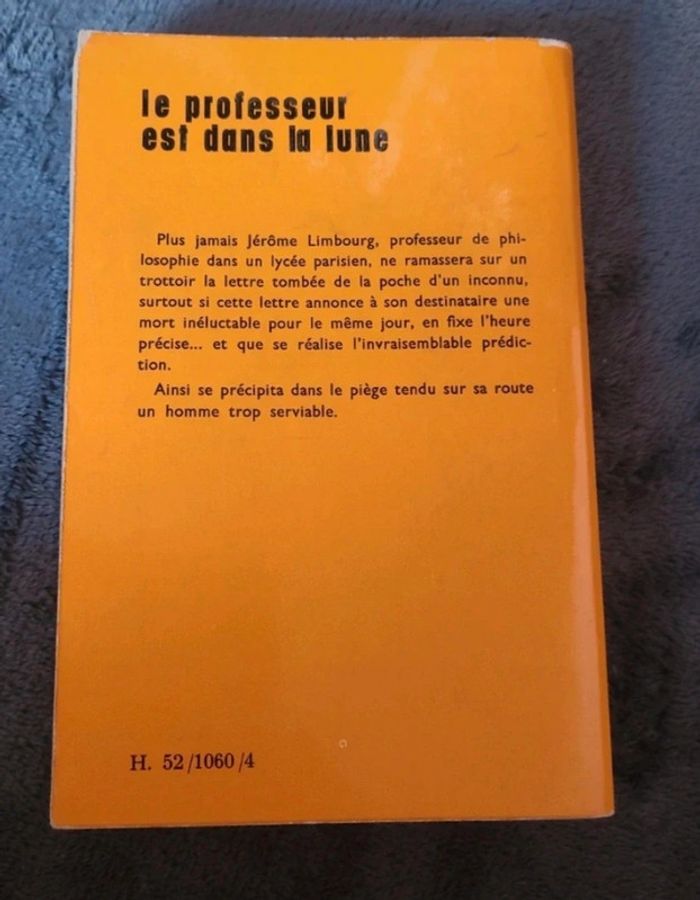 le professeur
est dans la lune
Plus jamais Jérôme Limbourg, professeur de phi-
losophie dans un lycée parisien, ne ramassera sur un
trottoir la lettre tombée de la poche d'un inconnu,
surtout si cette lettre annonce à son destinataire une
mort inéluctable pour le même jour, en fixe l'heure
précise... et que se réalise l'invraisemblable prédic-
tion.
Ainsi se précipita dans le piège tendu sur sa route
un homme trop serviable.
H. 52/1060/4